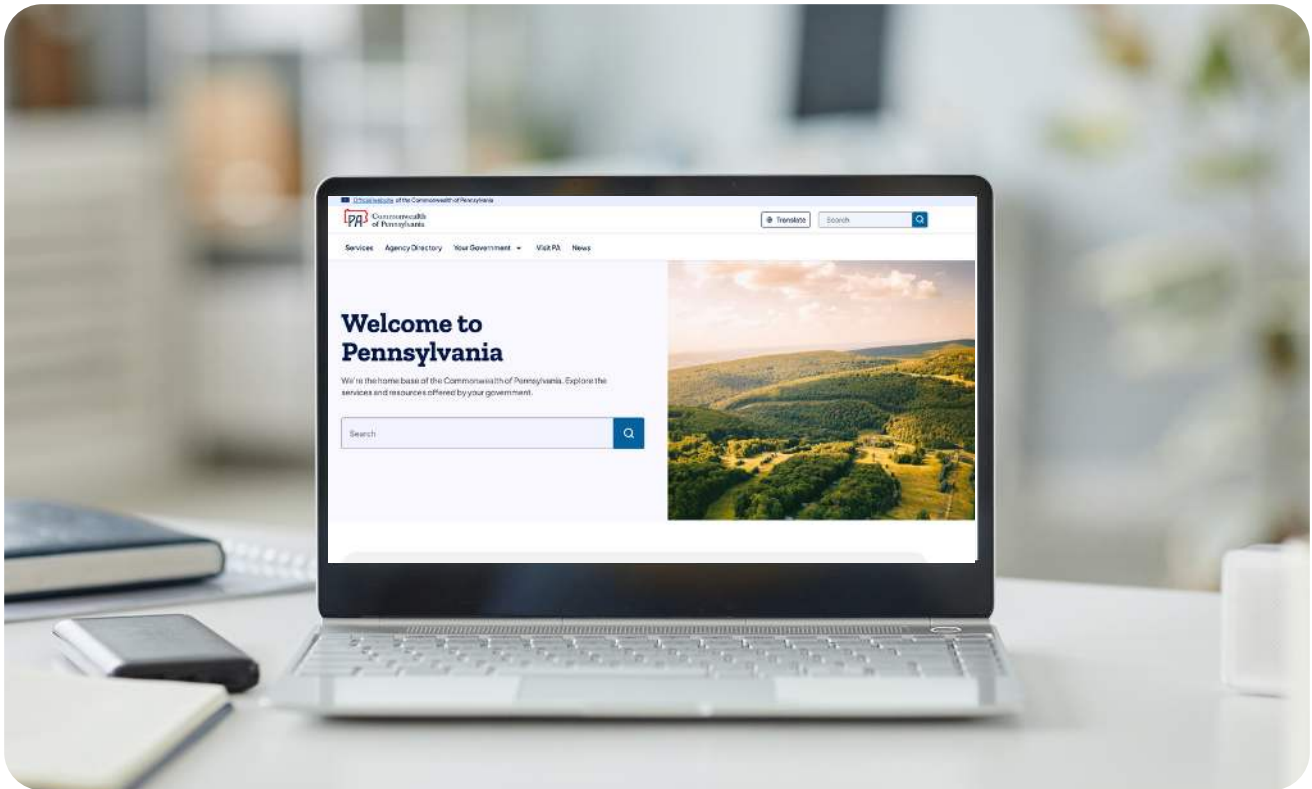 Official website of the Commonwealth of Pennsylvania
PA Commonwealth
of Pennsylvania
Translate
Search
Services Agency Directory Your Government Visit PA News
Welcome to
Pennsylvania
We're the home base of the Commonwealth of Pennsylvania. Explore the
services and resources offered by your government.
Search